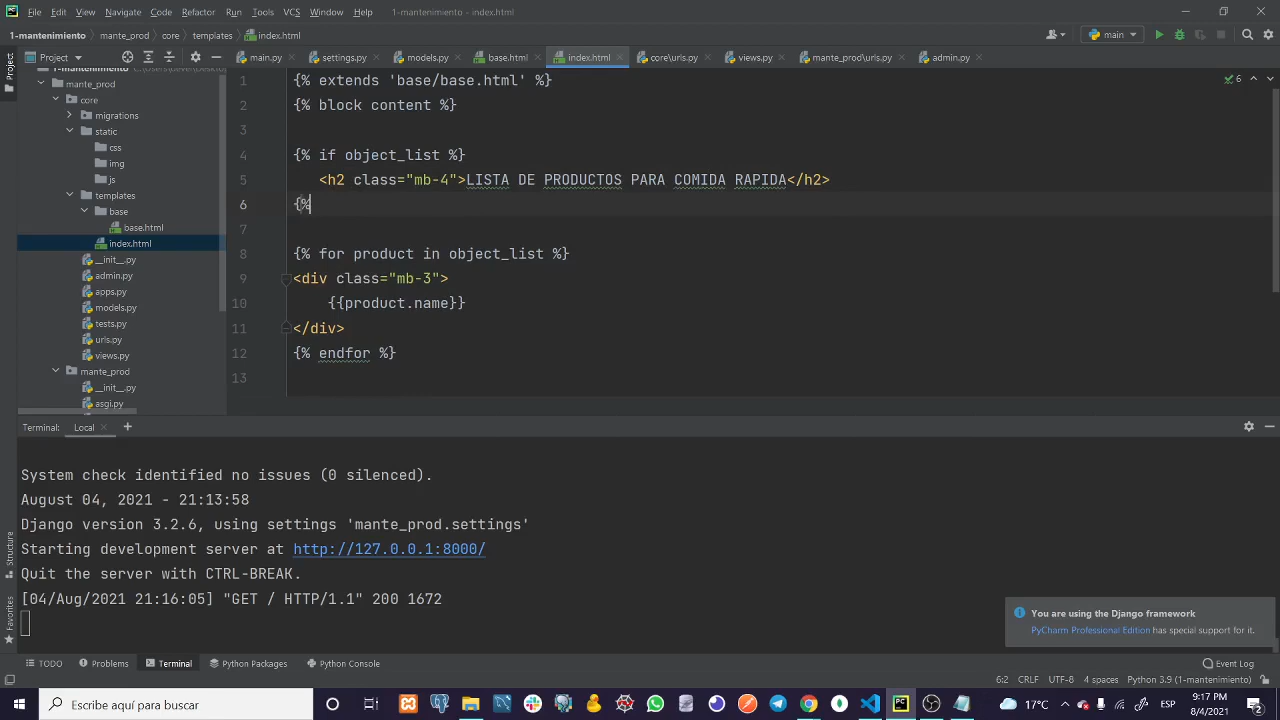 File Edit View Navigate Code Refactor Run Tools VCS Window Help 1-mantenimiento - index.html
1-mantenimiento mante_prod core templates index.html main
Project main.py settings.py models.py base.html index.html core\urls.py views.py mante_prod\urls.py admin.py
1-mantenimiento
mante_prod
core
migrations
static
css
img
js
templates
base
base.html
index.html
__init__.py
admin.py
apps.py
models.py
tests.py
urls.py
views.py
mante_prod
__init__.py
asgi.py
1 {% extends 'base/base.html' %}
2 {% block content %}
3
4 {% if object_list %}
5 <h2 class="mb-4">LISTA DE PRODUCTOS PARA COMIDA RAPIDA</h2>
6 {%
7
8 {% for product in object_list %}
9 <div class="mb-3">
10 {{product.name}}
11 </div>
12 {% endfor %}
13
6
Project
Structure
Favorites
Terminal: Local
System check identified no issues (0 silenced).
August 04, 2021 - 21:13:58
Django version 3.2.6, using settings 'mante_prod.settings'
Starting development server at http://127.0.0.1:8000/
Quit the server with CTRL-BREAK.
[04/Aug/2021 21:16:05] "GET / HTTP/1.1" 200 1672
You are using the Django framework
PyCharm Professional Edition has special support for it.
TODO Problems Terminal Python Packages Python Console Event Log
6:2 CRLF UTF-8 4 spaces Python 3.9 (1-mantenimiento)
Escribe aquí para buscar 17°C ESP 9:17 PM
8/4/2021